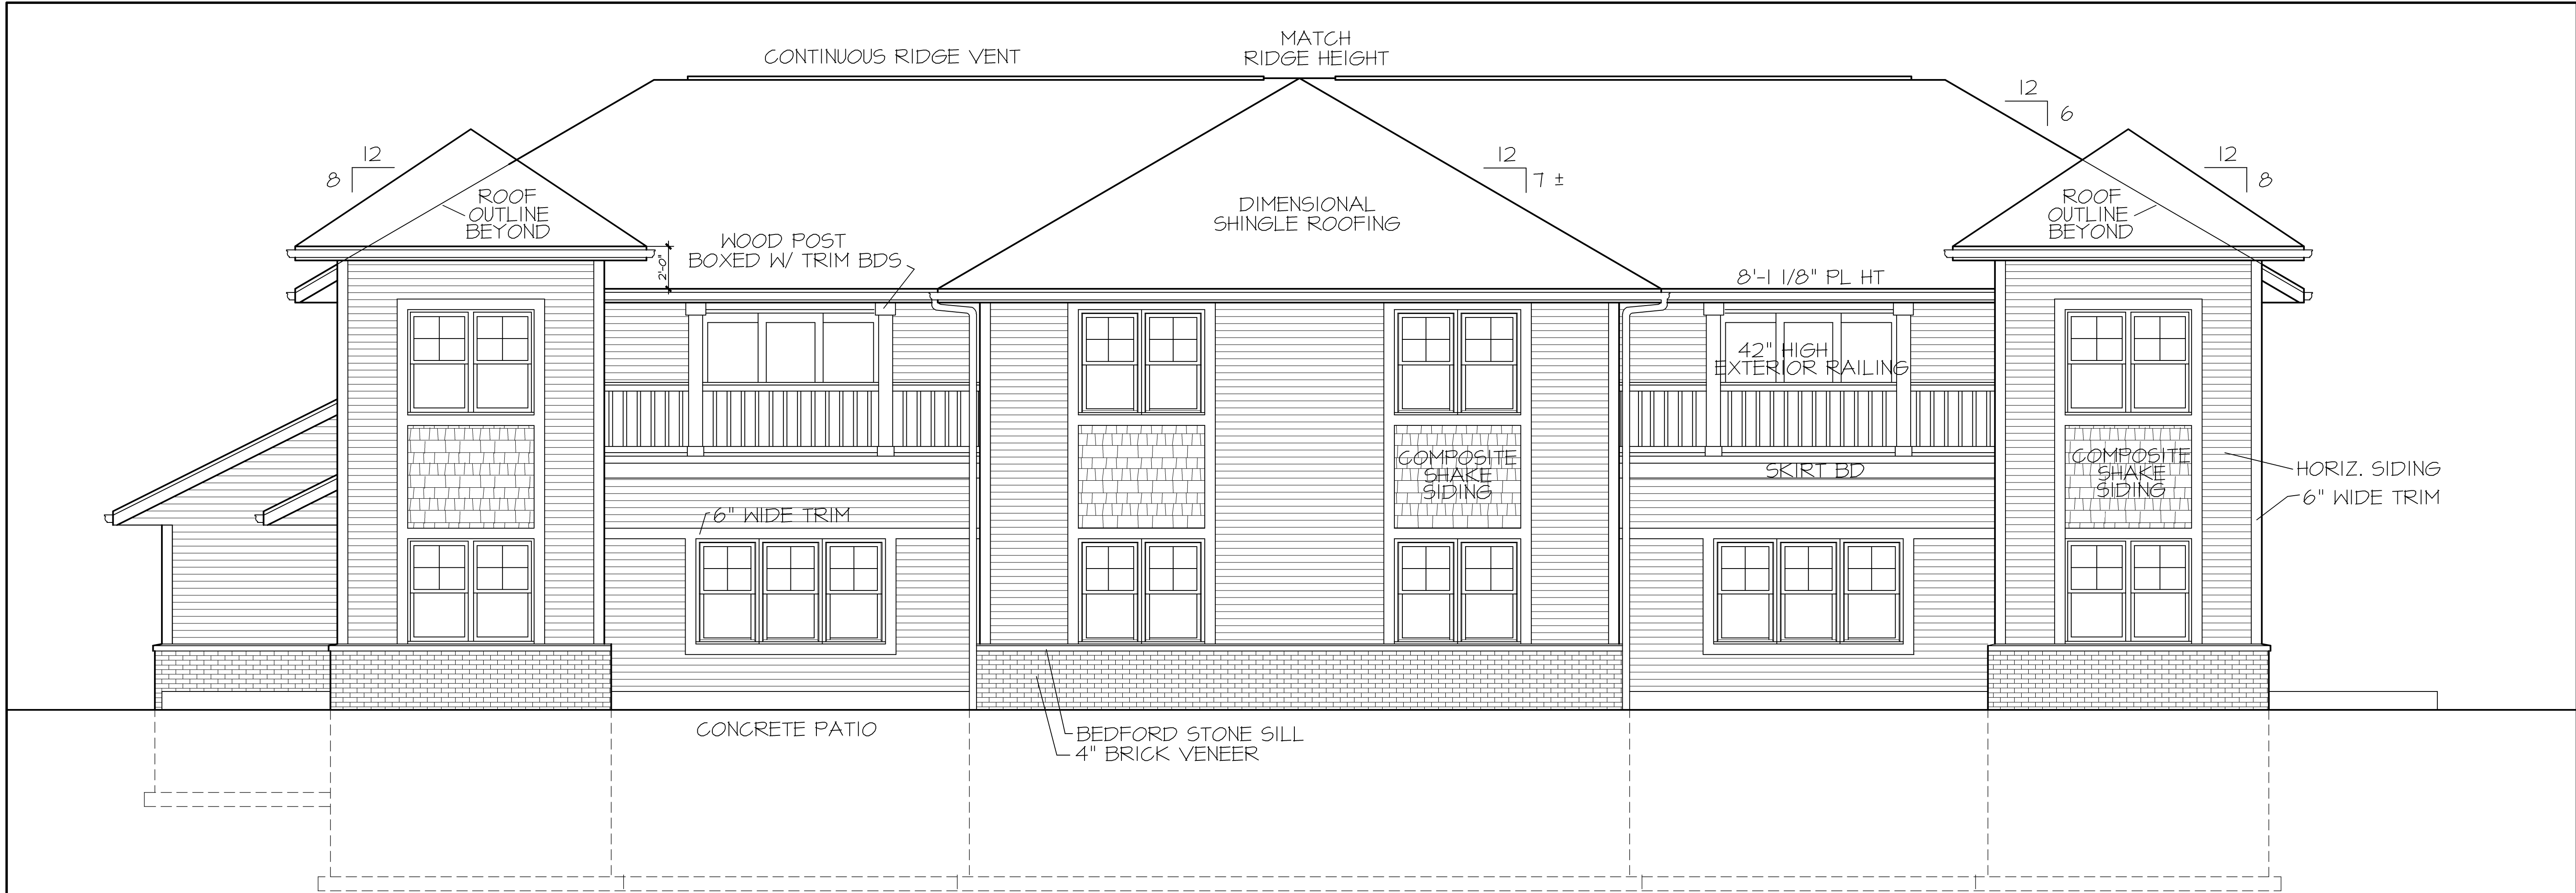 CONTINUOUS RIDGE VENT
MATCH
RIDGE HEIGHT
12
6
12
8
12
7 ±
12
8
ROOF
OUTLINE
BEYOND
DIMENSIONAL
SHINGLE ROOFING
ROOF
OUTLINE
BEYOND
WOOD POST
BOXED W/ TRIM BDS
2'-0"
8'-1 1/8" PL HT
42" HIGH
EXTERIOR RAILING
COMPOSITE
SHAKE
SIDING
SKIRT BD
COMPOSITE
SHAKE
SIDING
HORIZ. SIDING
6" WIDE TRIM
6" WIDE TRIM
CONCRETE PATIO
BEDFORD STONE SILL
4" BRICK VENEER